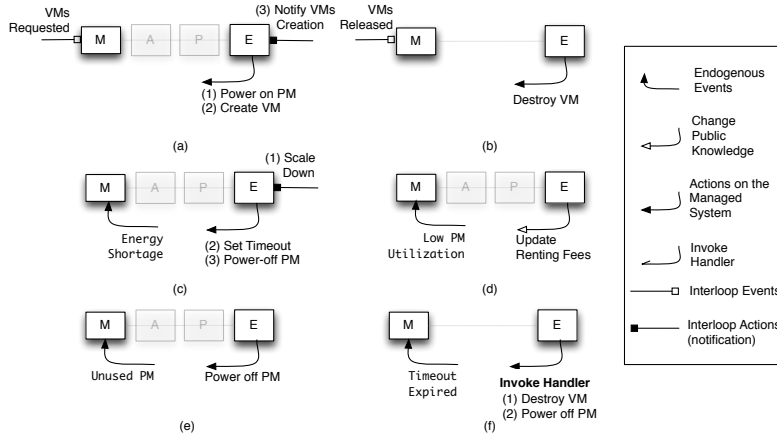 VMs
Requested
M
A
P
E
(3) Notify VMs
Creation
(1) Power on PM
(2) Create VM
(a)
VMs
Released
M
E
Destroy VM
(b)
M
A
P
E
(1) Scale
Down
Energy
Shortage
(2) Set Timeout
(3) Power-off PM
(c)
M
A
P
E
Low PM
Utilization
Update
Renting Fees
(d)
M
A
P
E
Unused PM
Power off PM
(e)
M
E
Timeout
Expired
Invoke Handler
(1) Destroy VM
(2) Power off PM
(f)
Endogenous
Events
Change
Public
Knowledge
Actions on the
Managed
System
Invoke
Handler
Interloop Events
Interloop Actions
(notification)